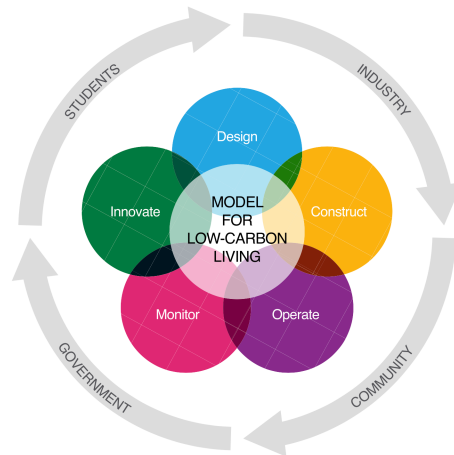 STUDENTS
INDUSTRY
Design
Innovate
MODEL
FOR
LOW-CARBON
LIVING
Construct
Monitor
Operate
GOVERNMENT
COMMUNITY